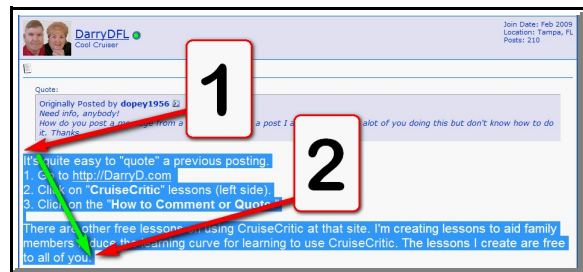 DarryDFL
Cool Cruiser
Join Date: Feb 2009
Location: Tampa, FL
Posts: 210
Quote:
Originally Posted by dopey1956
Need info, anybody!
How do you post a message from a a post I a alot of you doing this but don't know how to do
it. Thanks
1
2
It's quite easy to "quote" a previous posting.
1. Go to http://DarryD.com
2. Click on "CruiseCritic" lessons (left side).
3. Click on the "How to Comment or Quote."
There are other free lessons on using CruiseCritic at that site. I'm creating lessons to aid family
members reduce the learning curve for learning to use CruiseCritic. The lessons I create are free
to all of you.